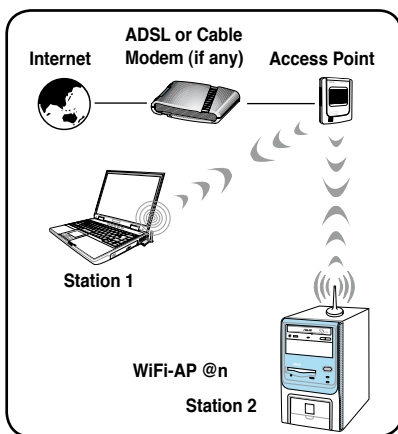 ADSL or Cable
Internet Modem (if any) Access Point
Station 1
WiFi-AP @n
Station 2